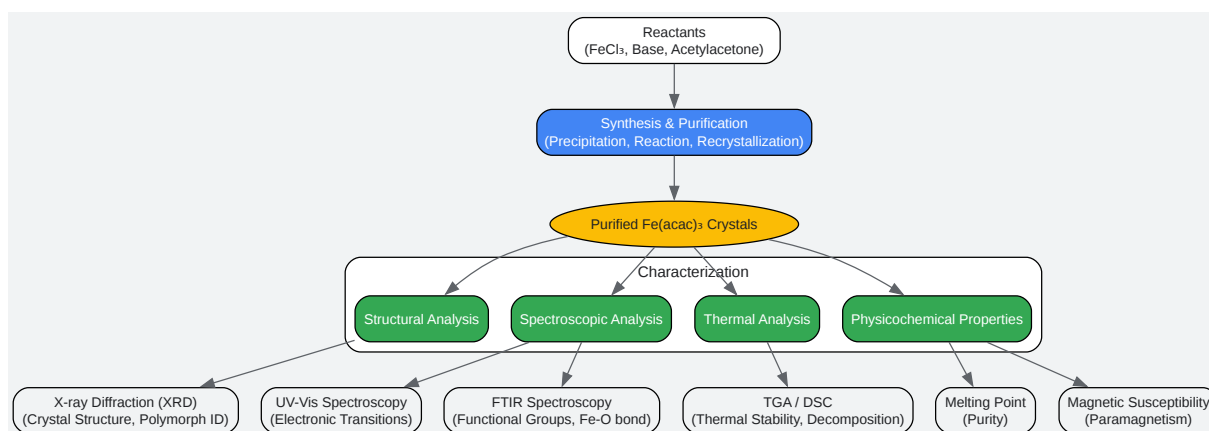 Reactants
(FeCl₃, Base, Acetylacetone)
Synthesis & Purification
(Precipitation, Reaction, Recrystallization)
Purified Fe(acac)₃ Crystals
Characterization
Structural Analysis
Spectroscopic Analysis
Thermal Analysis
Physicochemical Properties
X-ray Diffraction (XRD)
(Crystal Structure, Polymorph ID)
UV-Vis Spectroscopy
(Electronic Transitions)
FTIR Spectroscopy
(Functional Groups, Fe-O bond)
TGA / DSC
(Thermal Stability, Decomposition)
Melting Point
(Purity)
Magnetic Susceptibility
(Paramagnetism)